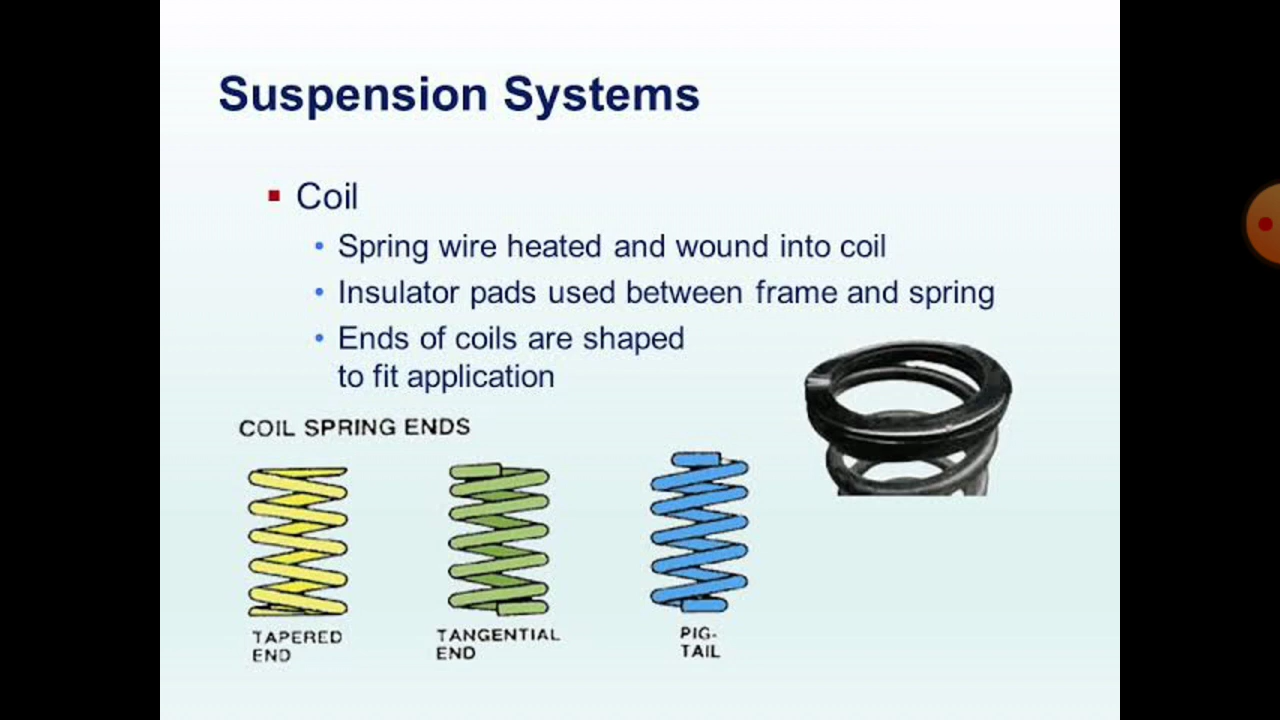 Suspension Systems
Coil
Spring wire heated and wound into coil
Insulator pads used between frame and spring
Ends of coils are shaped
to fit application
COIL SPRING ENDS
TAPERED
END
TANGENTIAL
END
PIG-
TAIL